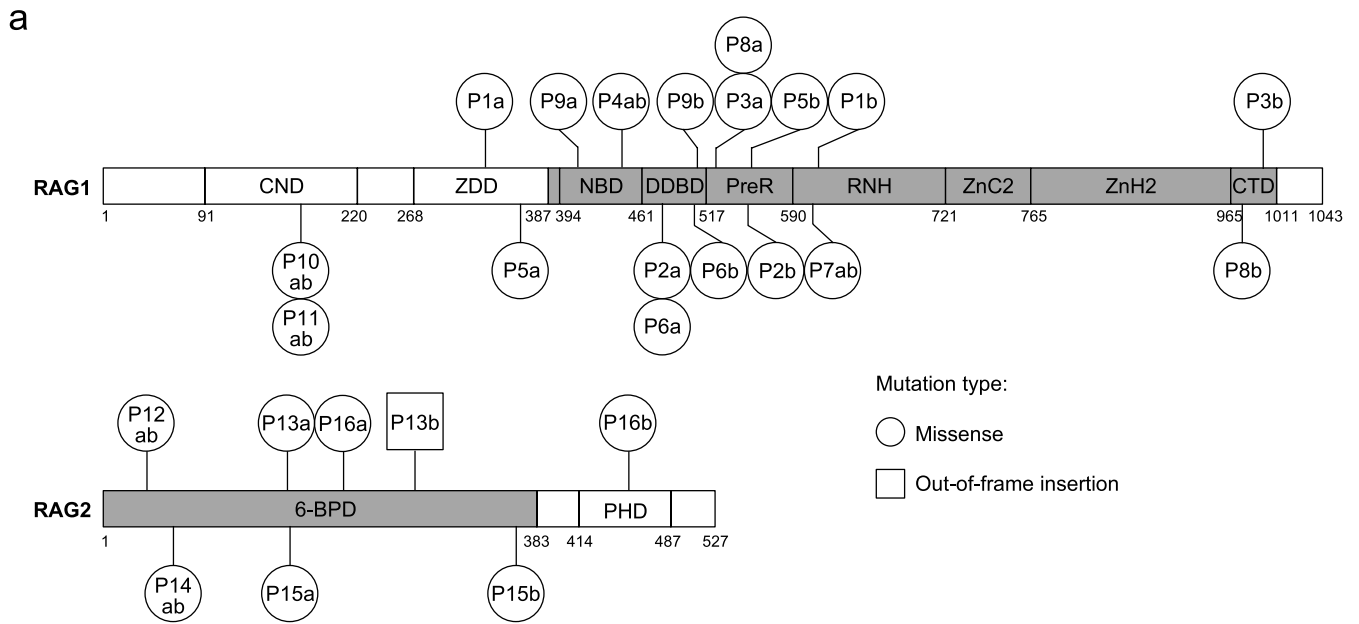 a
P8a
P1a
P9a
P4ab
P9b
P3a
P5b
P1b
P3b
RAG1
CND
ZDD
NBD
DDBD
PreR
RNH
ZnC2
ZnH2
CTD
1
91
220
268
387
394
461
517
590
721
765
965
1011
1043
P10
ab
P5a
P2a
P6b
P2b
P7ab
P8b
P11
ab
P6a
Mutation type:
Missense
Out-of-frame insertion
P12
ab
P13a
P16a
P13b
P16b
RAG2
6-BPD
PHD
1
383
414
487
527
P14
ab
P15a
P15b